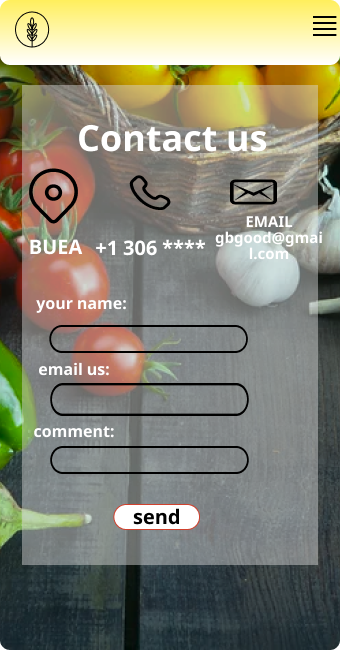 Contact us
BUEA
+1 306 ****
EMAIL
gbgood@gmai
l.com
your name:
email us:
comment:
send